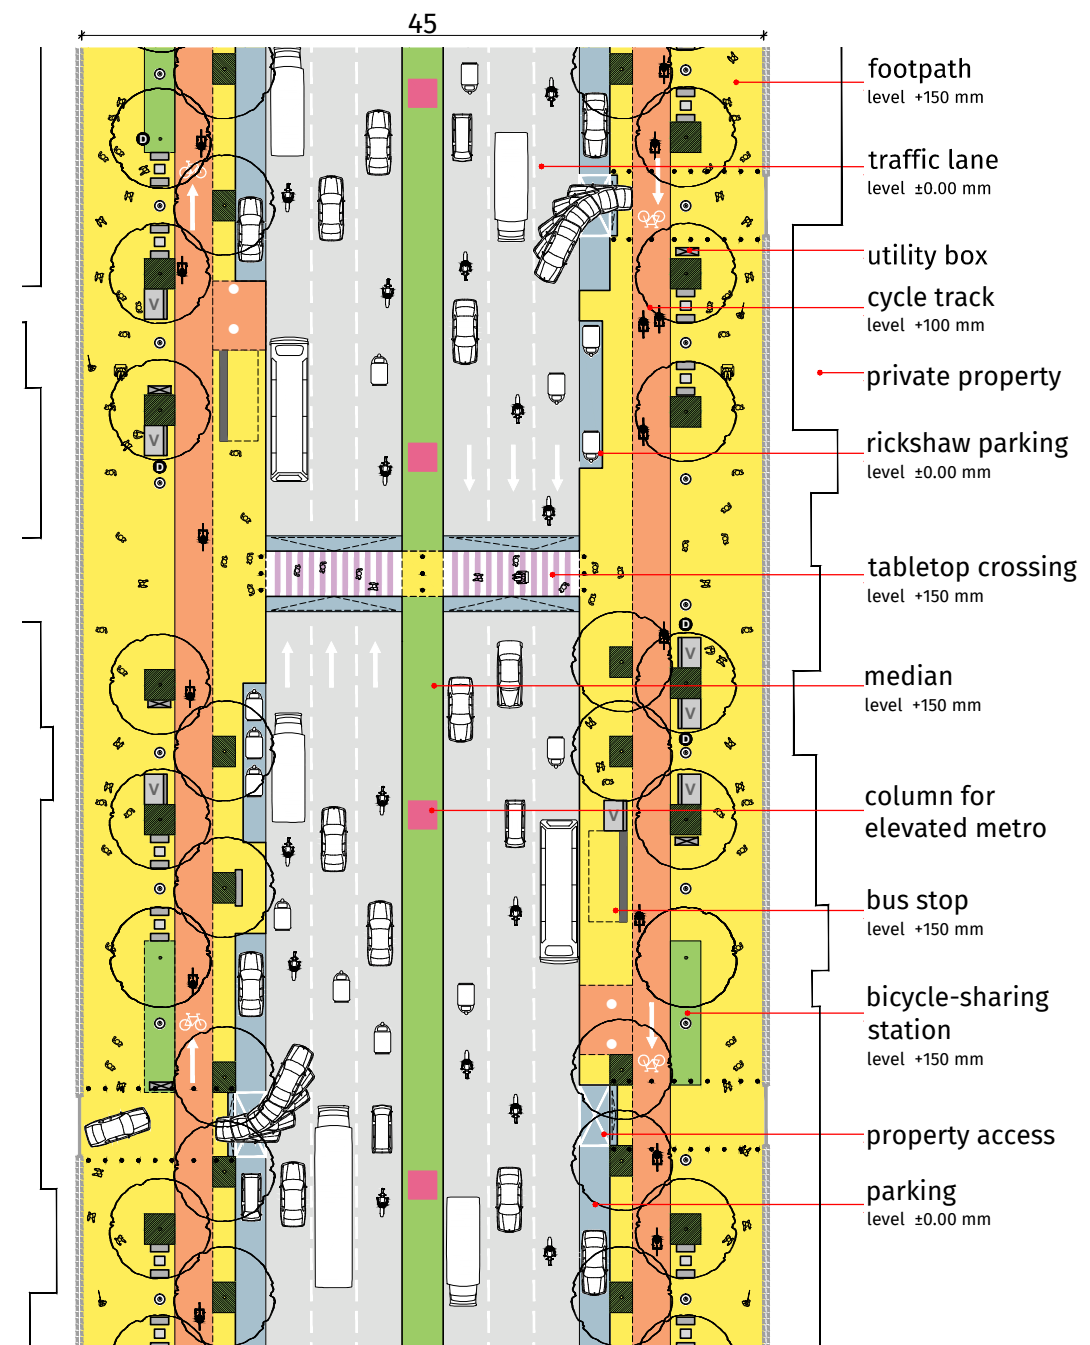 45
footpath
level +150 mm
D
traffic lane
level ±0.00 mm
utility box
cycle track
level +100 mm
V
private property
V
rickshaw parking
level ±0.00 mm
D
tabletop crossing
level +150 mm
D
V
median
level +150 mm
V
D
V
V
column for
elevated metro
V
bus stop
level +150 mm
bicycle-sharing
station
level +150 mm
property access
parking
level ±0.00 mm